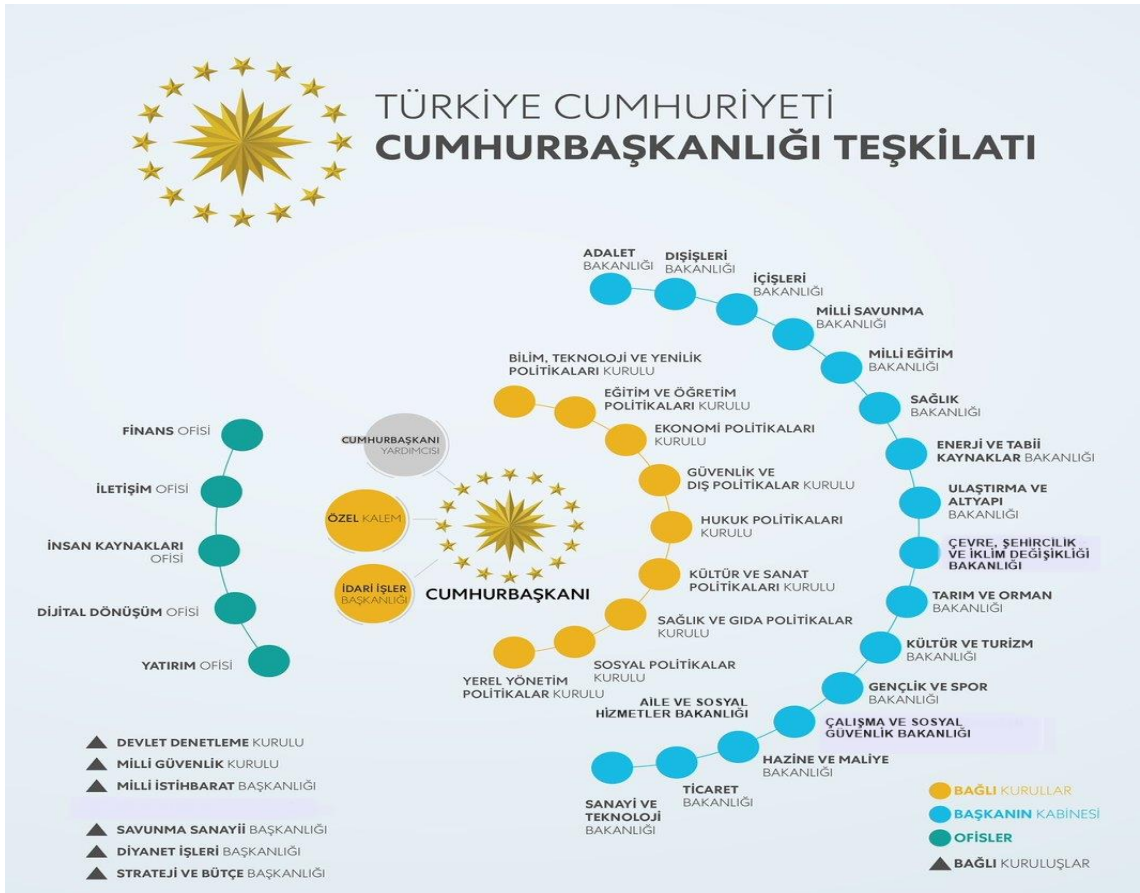 TÜRKİYE CUMHURİYETİ
CUMHURBAŞKANLIĞI TEŞKİLATI
ADALET
BAKANLIĞI
DIŞİŞLERİ
BAKANLIĞI
İÇİŞLERİ
BAKANLIĞI
MİLLİ SAVUNMA
BAKANLIĞI
MİLLİ EĞİTİM
BAKANLIĞI
SAĞLIK
BAKANLIĞI
ENERJİ VE TABİİ
KAYNAKLAR BAKANLIĞI
ULAŞTIRMA VE
ALTYAPI
BAKANLIĞI
ÇEVRE, ŞEHİRCİLİK
VE İKLİM DEĞİŞİKLİĞİ
BAKANLIĞI
TARIM VE ORMAN
BAKANLIĞI
KÜLTÜR VE TURİZM
BAKANLIĞI
GENÇLİK VE SPOR
BAKANLIĞI
ÇALIŞMA VE SOSYAL
GÜVENLİK BAKANLIĞI
AİLE VE SOSYAL
HİZMETLER BAKANLIĞI
HAZİNE VE MALİYE
BAKANLIĞI
TİCARET
BAKANLIĞI
SANAYİ VE
TEKNOLOJİ
BAKANLIĞI
BİLİM, TEKNOLOJİ VE YENİLİK
POLİTİKALARI KURULU
EĞİTİM VE ÖĞRETİM
POLİTİKALARI KURULU
EKONOMİ POLİTİKALARI
KURULU
GÜVENLİK VE
DIŞ POLİTİKALAR KURULU
HUKUK POLİTİKALARI
KURULU
KÜLTÜR VE SANAT
POLİTİKALARI KURULU
SAĞLIK VE GIDA POLİTİKALAR
KURULU
SOSYAL POLİTİKALAR
KURULU
YEREL YÖNETİM
POLİTİKALAR KURULU
CUMHURBAŞKANI
YARDIMCISI
ÖZEL KALEM
İDARİ İŞLER
BAŞKANLIĞI
CUMHURBAŞKANI
FİNANS OFİSİ
İLETİŞİM OFİSİ
İNSAN KAYNAKLARI
OFİSİ
DİJİTAL DÖNÜŞÜM OFİSİ
YATIRIM OFİSİ
DEVLET DENETLEME KURULU
MİLLİ GÜVENLİK KURULU
MİLLİ İSTİHBARAT BAŞKANLIĞI
SAVUNMA SANAYİİ BAŞKANLIĞI
DİYANET İŞLERİ BAŞKANLIĞI
STRATEJİ VE BÜTÇE BAŞKANLIĞI
BAĞLI KURULLAR
BAŞKANIN KABİNESİ
OFİSLER
BAĞLI KURULUŞLAR